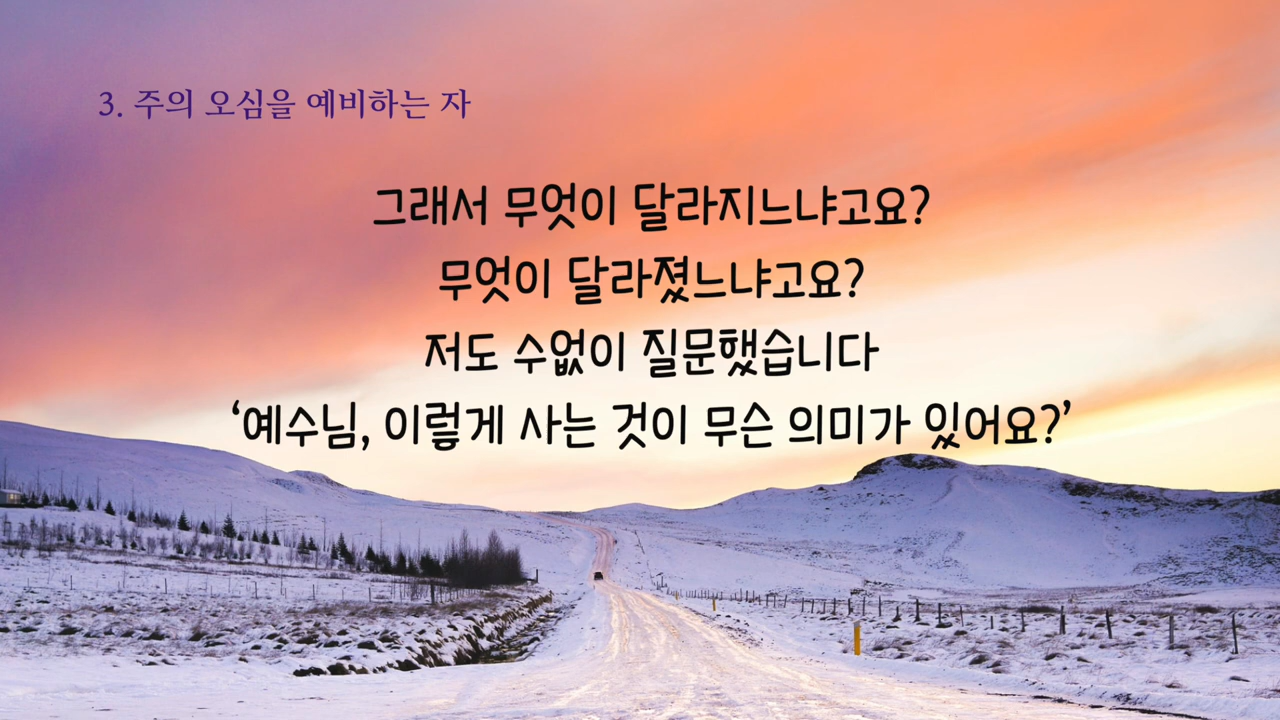 3. 주의 오심을 예비하는 자
그래서 무엇이 달라지느냐고요?
무엇이 달라졌느냐고요?
저도 수없이 질문했습니다
‘예수님, 이렇게 사는 것이 무슨 의미가 있어요?’